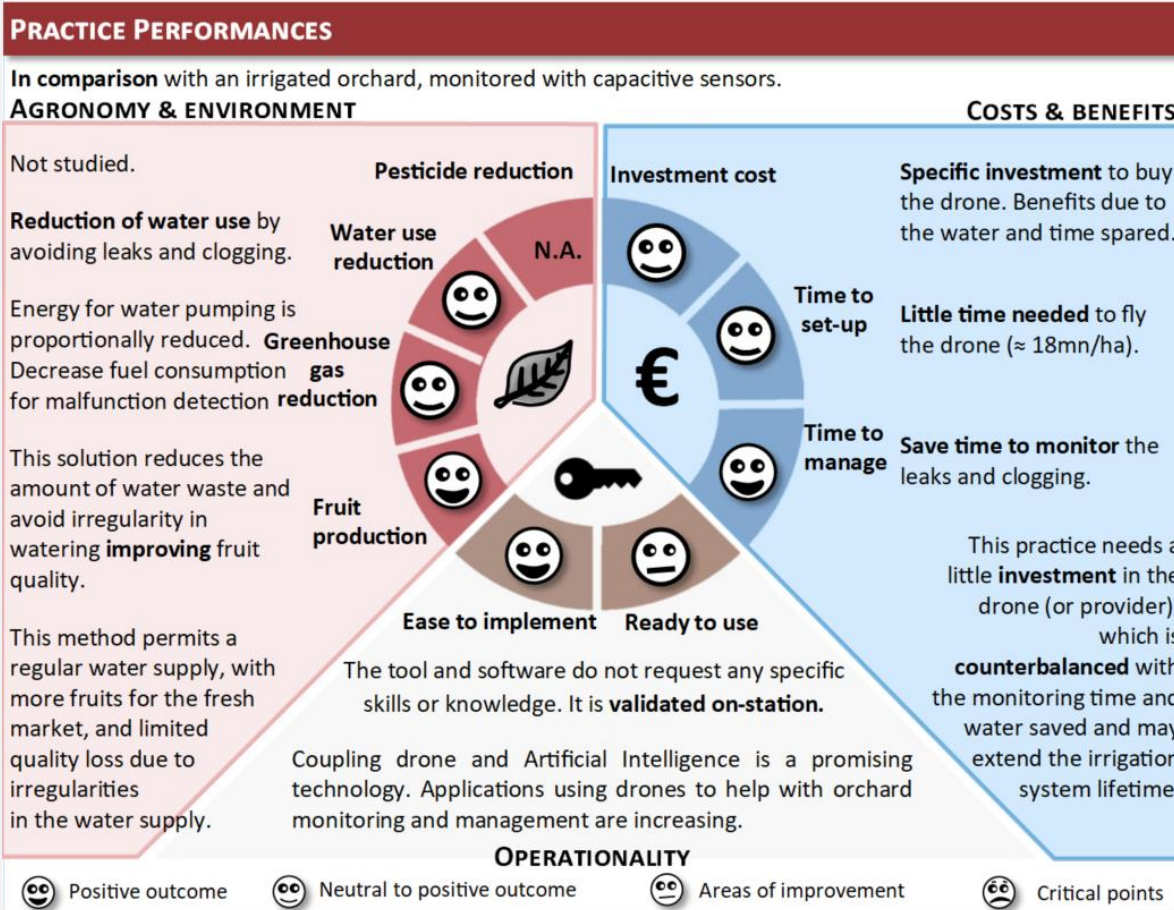 PRACTICE PERFORMANCES
In comparison with an irrigated orchard, monitored with capacitive sensors.
AGRONOMY & ENVIRONMENT
Not studied.
Reduction of water use by
avoiding leaks and clogging.
Energy for water pumping is
proportionally reduced.
Decrease fuel consumption
for malfunction detection
This solution reduces the
amount of water waste and
avoid irregularity in
watering improving fruit
quality.
This method permits a
regular water supply, with
more fruits for the fresh
market, and limited
quality loss due to
irregularities
in the water supply.
Pesticide reduction
N.A.
Water use
reduction
Greenhouse
gas
reduction
Fruit
production
COSTS & BENEFITS
Investment cost
Specific investment to buy
the drone. Benefits due to
the water and time spared.
Time to
set-up
Little time needed to fly
the drone (≈ 18mn/ha).
€
Time to
manage
Save time to monitor the
leaks and clogging.
This practice needs a
little investment in the
drone (or provider)
which is
counterbalanced with
the monitoring time and
water saved and may
extend the irrigation
system lifetime
Ease to implement
Ready to use
The tool and software do not request any specific
skills or knowledge. It is validated on-station.
Coupling drone and Artificial Intelligence is a promising
technology. Applications using drones to help with orchard
monitoring and management are increasing.
OPERATIONALITY
Positive outcome
Neutral to positive outcome
Areas of improvement
Critical points